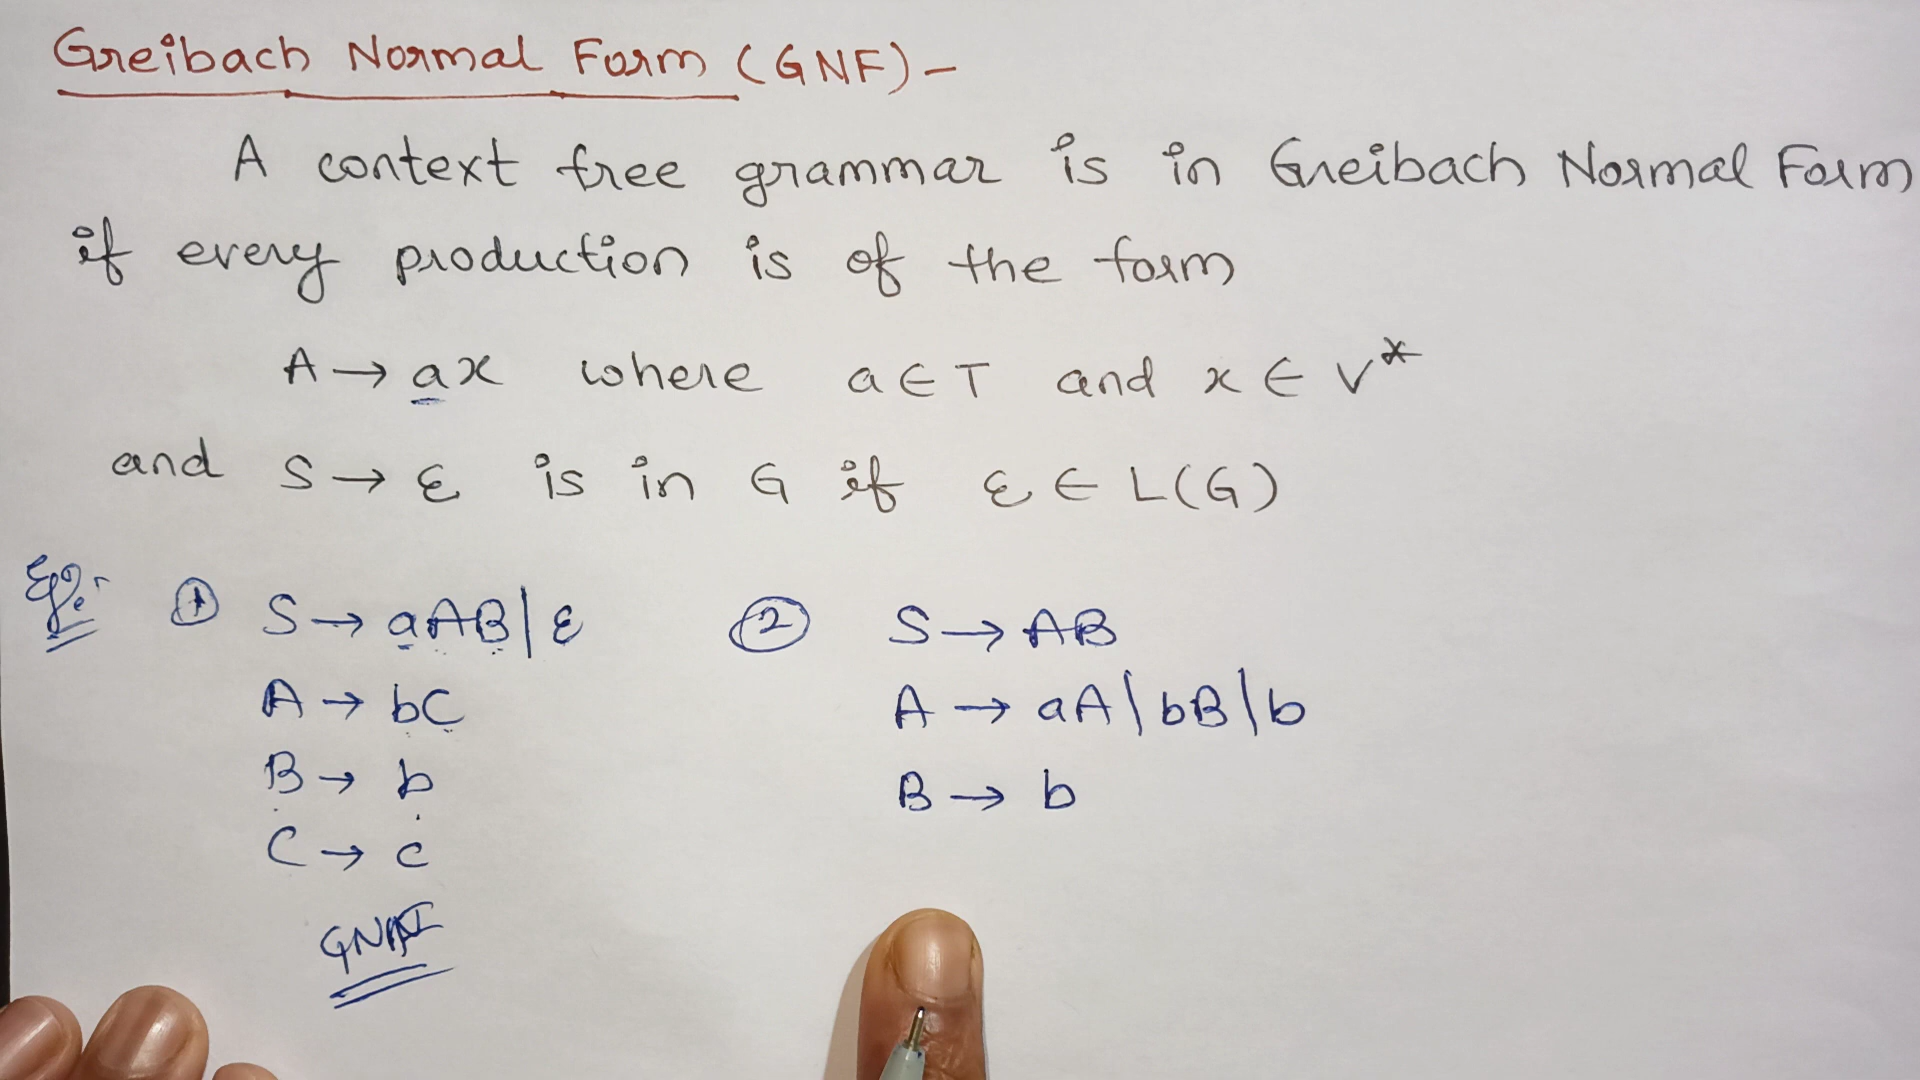 Greibach Normal Form (GNF) -
A context free grammar is in Greibach Normal Form
if every production is of the form
A → ax where a ∈ T and x ∈ V*
and S → ε is in G if ε ∈ L(G)
Eg:- ① S → aAB | ε
A → bC
B → b
C → c
GNF
② S → AB
A → aA | bB | b
B → b